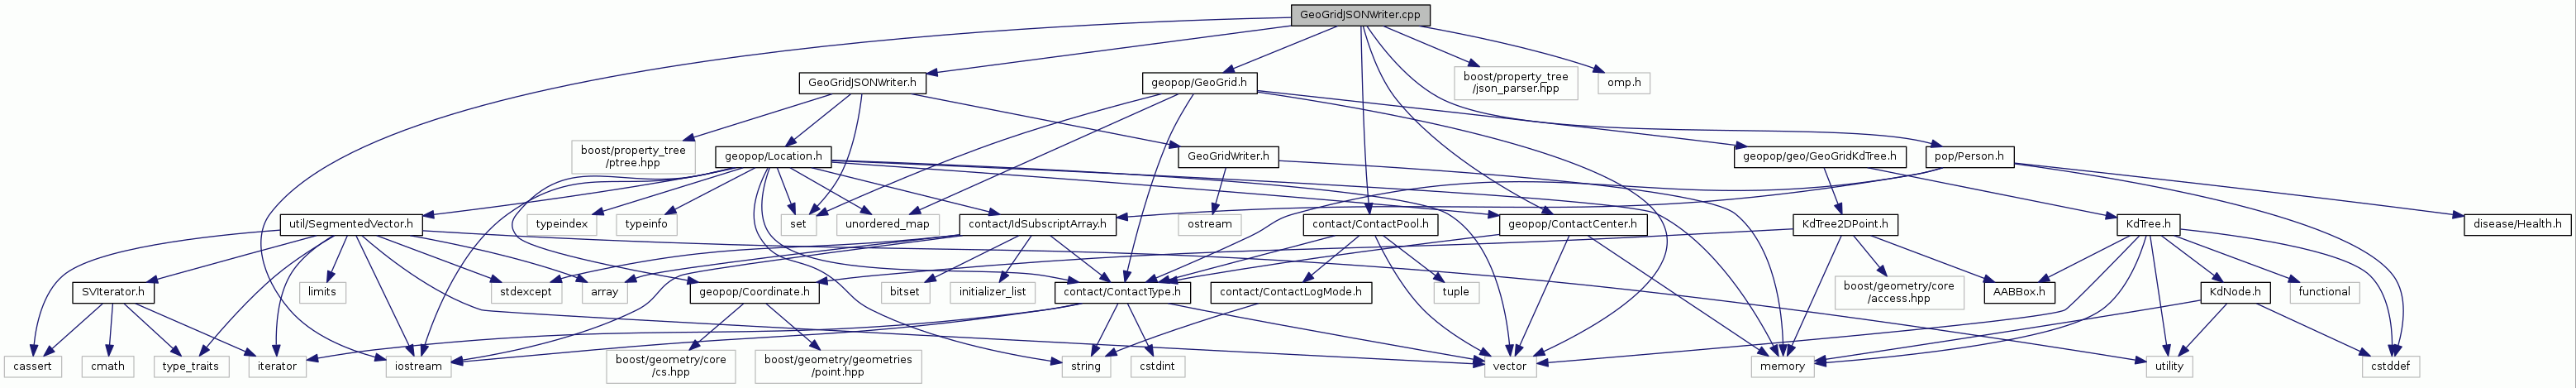 GeoGridJSONWriter.cpp
GeoGridJSONWriter.h
geopop/GeoGrid.h
boost/property_tree
/json_parser.hpp
omp.h
boost/property_tree
/ptree.hpp
geopop/Location.h
GeoGridWriter.h
geopop/geo/GeoGridKdTree.h
pop/Person.h
util/SegmentedVector.h
typeindex
typeinfo
set
unordered_map
contact/IdSubscriptArray.h
ostream
contact/ContactPool.h
geopop/ContactCenter.h
KdTree2DPoint.h
KdTree.h
disease/Health.h
SVIterator.h
limits
stdexcept
array
geopop/Coordinate.h
bitset
initializer_list
contact/ContactType.h
contact/ContactLogMode.h
tuple
boost/geometry/core
/access.hpp
AABBox.h
KdNode.h
functional
cassert
cmath
type_traits
iterator
iostream
boost/geometry/core
/cs.hpp
boost/geometry/geometries
/point.hpp
string
cstdint
vector
memory
utility
cstddef